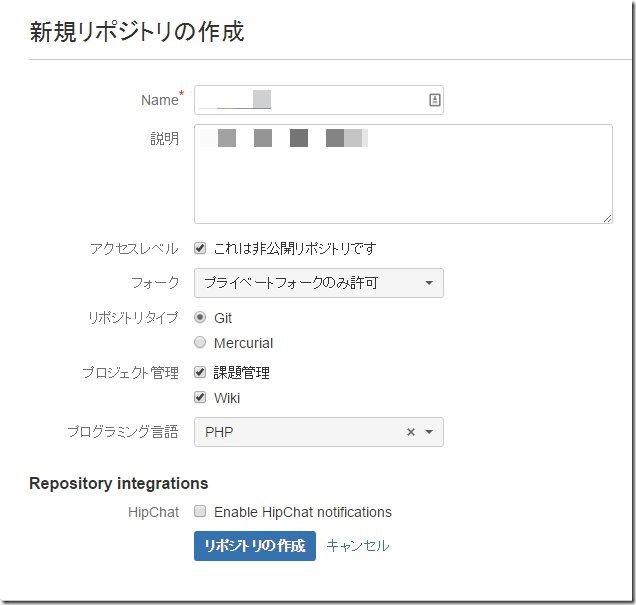 新規リポジトリの作成
Name*
説明
アクセスレベル これは非公開リポジトリです
フォーク プライベートフォークのみ許可
リポジトリタイプ Git
Mercurial
プロジェクト管理 課題管理
Wiki
プログラミング言語 PHP
Repository integrations
HipChat Enable HipChat notifications
リポジトリの作成 キャンセル